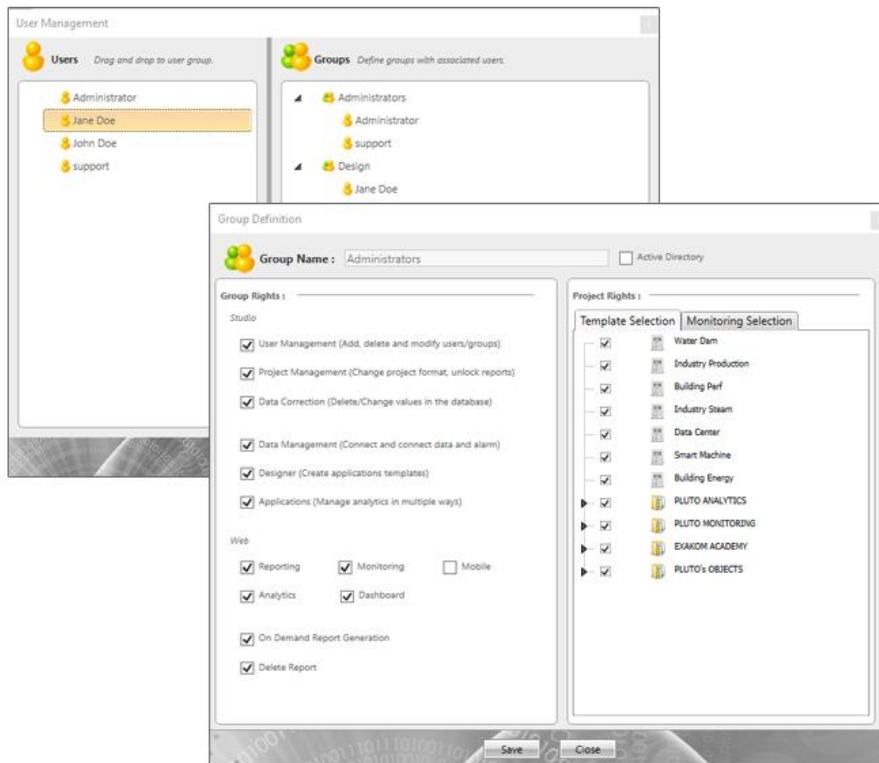 User Management
Users Drag and drop to user group.
Administrator
Jane Doe
John Doe
support
Groups Define groups with associated users.
Administrators
Administrator
support
Design
Jane Doe
Group Definition
Group Name : Administrators
Active Directory
Group Rights :
Studio
User Management (Add, delete and modify users/groups)
Project Management (Change project format, unlock reports)
Data Correction (Delete/Change values in the database)
Data Management (Connect and connect data and alarm)
Designer (Create applications templates)
Applications (Manage analytics in multiple ways)
Web
Reporting Monitoring Mobile
Analytics Dashboard
On Demand Report Generation
Delete Report
Project Rights :
Template Selection Monitoring Selection
Water Dam
Industry Production
Building Perf
Industry Steam
Data Center
Smart Machine
Building Energy
PLUTO ANALYTICS
PLUTO MONITORING
EXAKOM ACADEMY
PLUTO's OBJECTS
Save Close